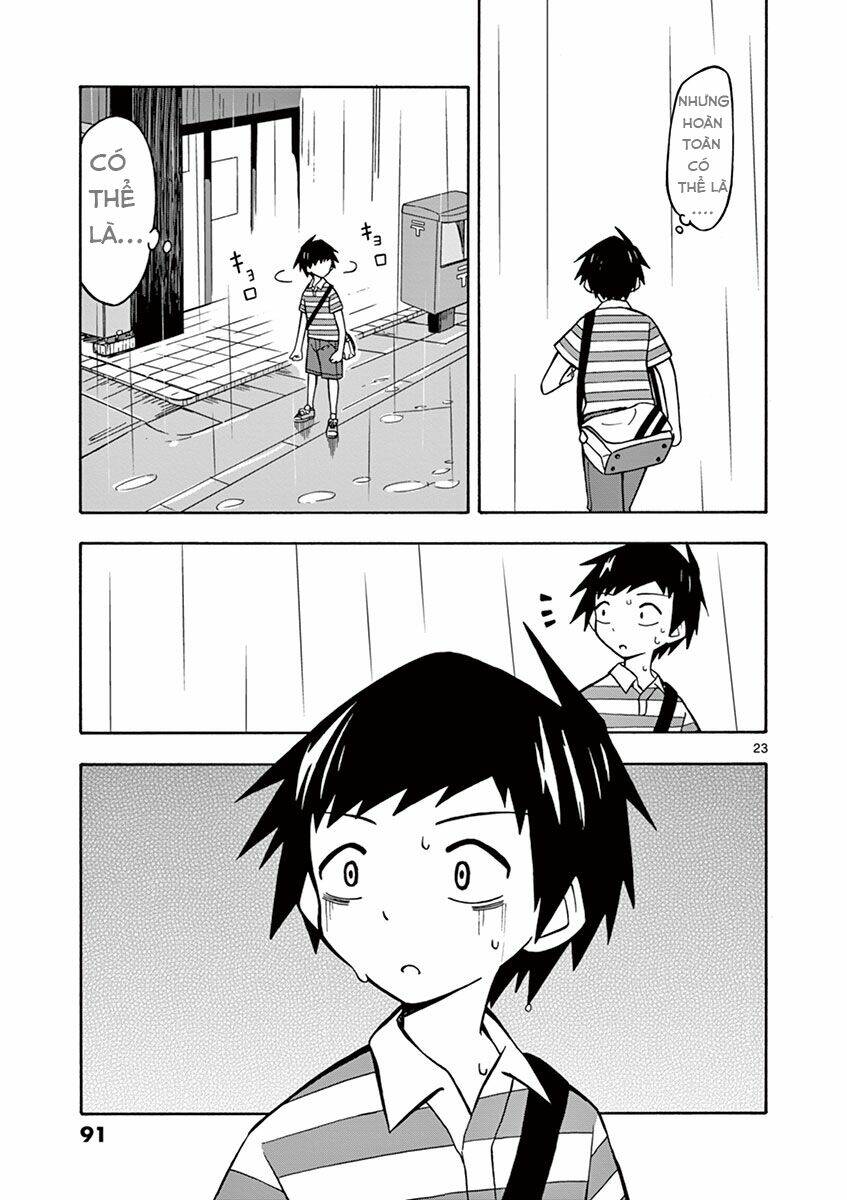 NHƯNG
HOÀN
TOÀN
CÓ
THỂ LÀ
....
CÓ
THỂ
LÀ...
キョロ
キョロ
23
91